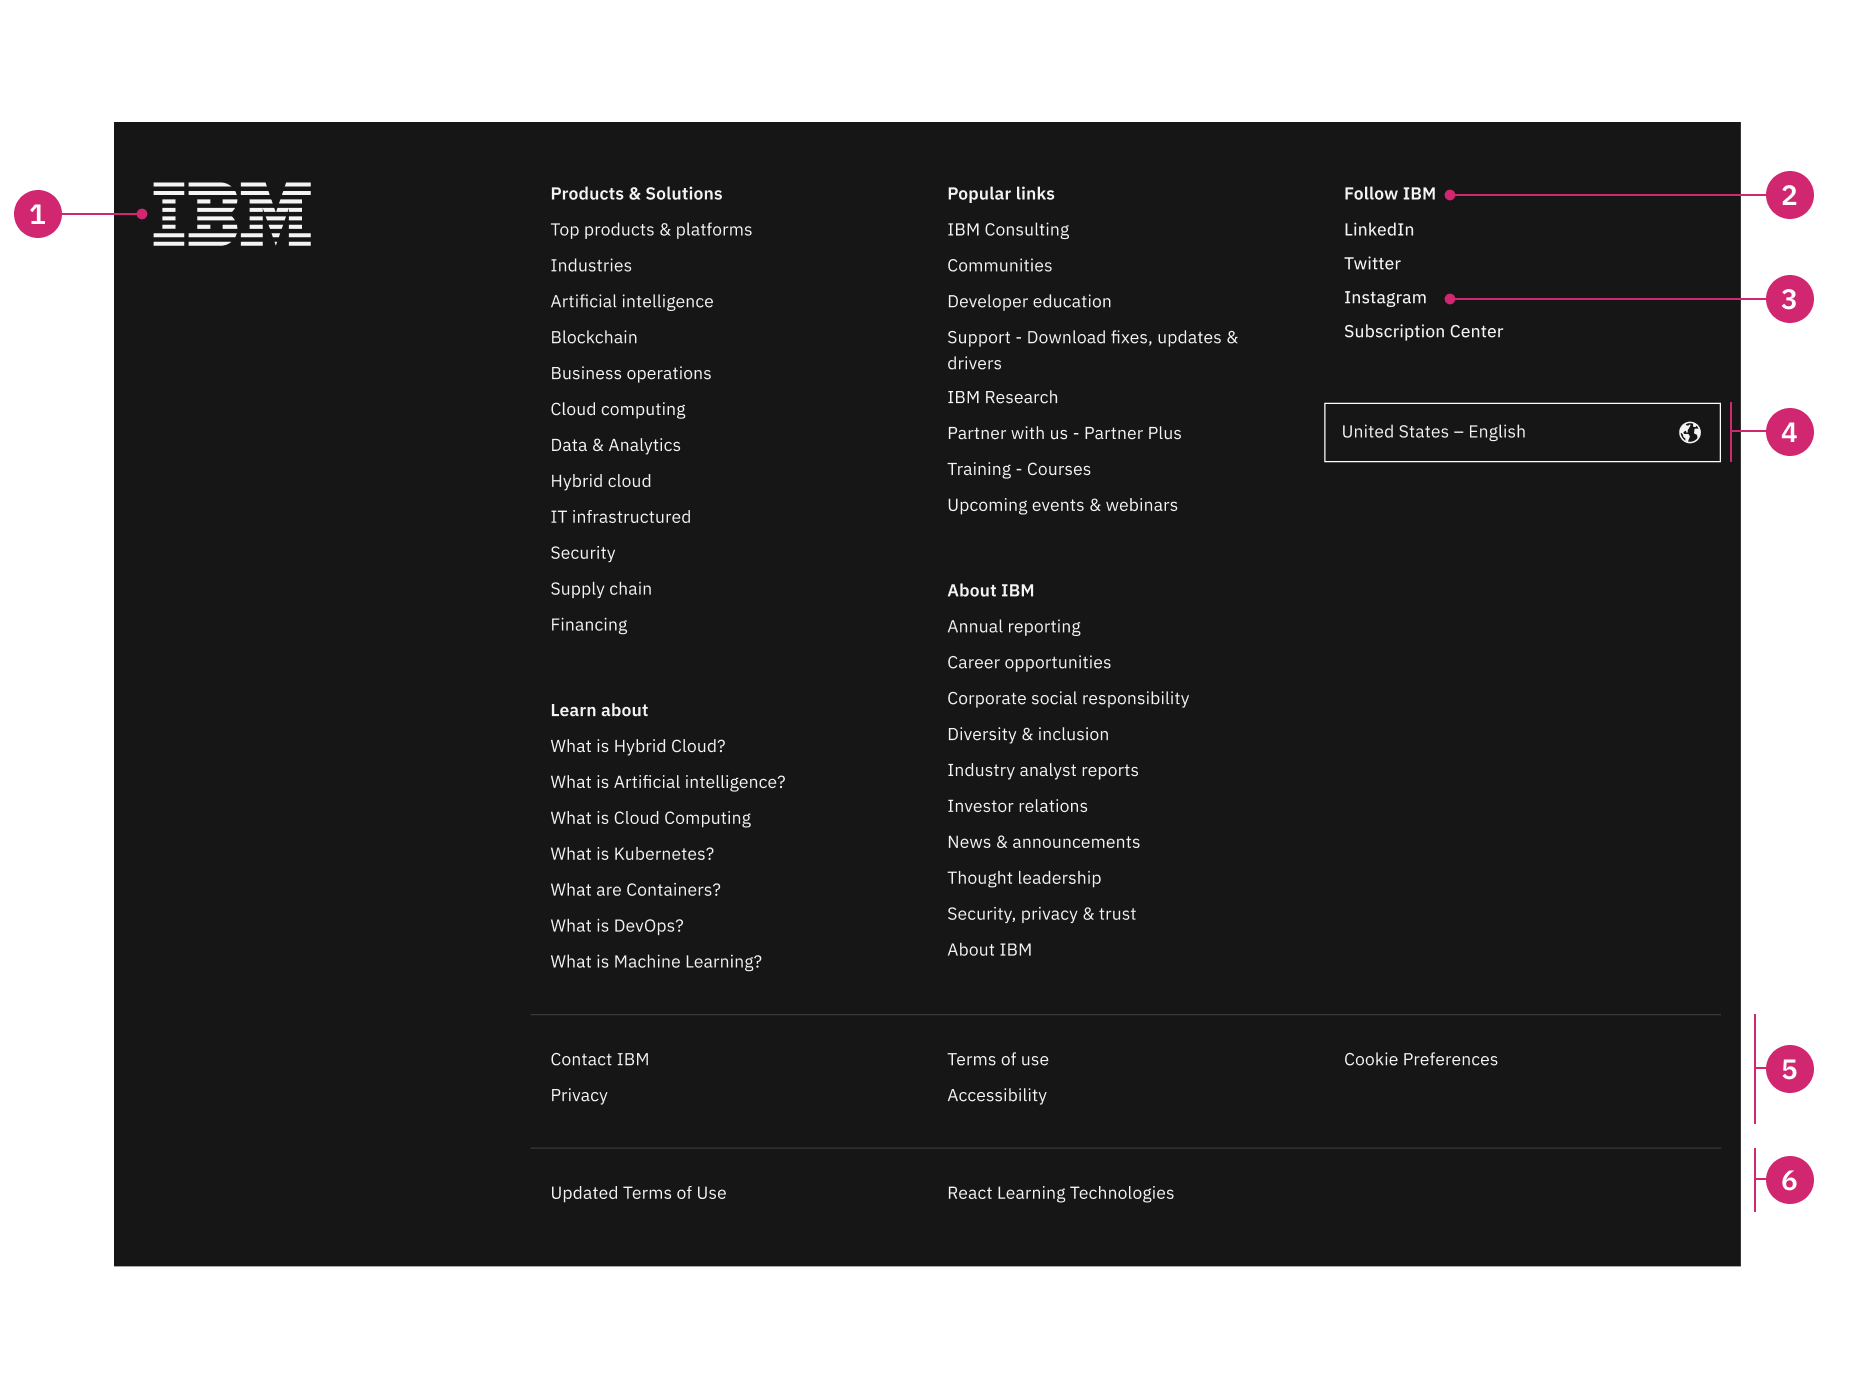 1
IBM
Products & Solutions
Top products & platforms
Industries
Artificial intelligence
Blockchain
Business operations
Cloud computing
Data & Analytics
Hybrid cloud
IT infrastructured
Security
Supply chain
Financing
Learn about
What is Hybrid Cloud?
What is Artificial intelligence?
What is Cloud Computing
What is Kubernetes?
What are Containers?
What is DevOps?
What is Machine Learning?
Popular links
IBM Consulting
Communities
Developer education
Support - Download fixes, updates &
drivers
IBM Research
Partner with us - Partner Plus
Training - Courses
Upcoming events & webinars
About IBM
Annual reporting
Career opportunities
Corporate social responsibility
Diversity & inclusion
Industry analyst reports
Investor relations
News & announcements
Thought leadership
Security, privacy & trust
About IBM
Follow IBM
2
LinkedIn
Twitter
Instagram
3
Subscription Center
United States – English
4
Contact IBM
Privacy
Terms of use
Accessibility
Cookie Preferences
5
Updated Terms of Use
React Learning Technologies
6